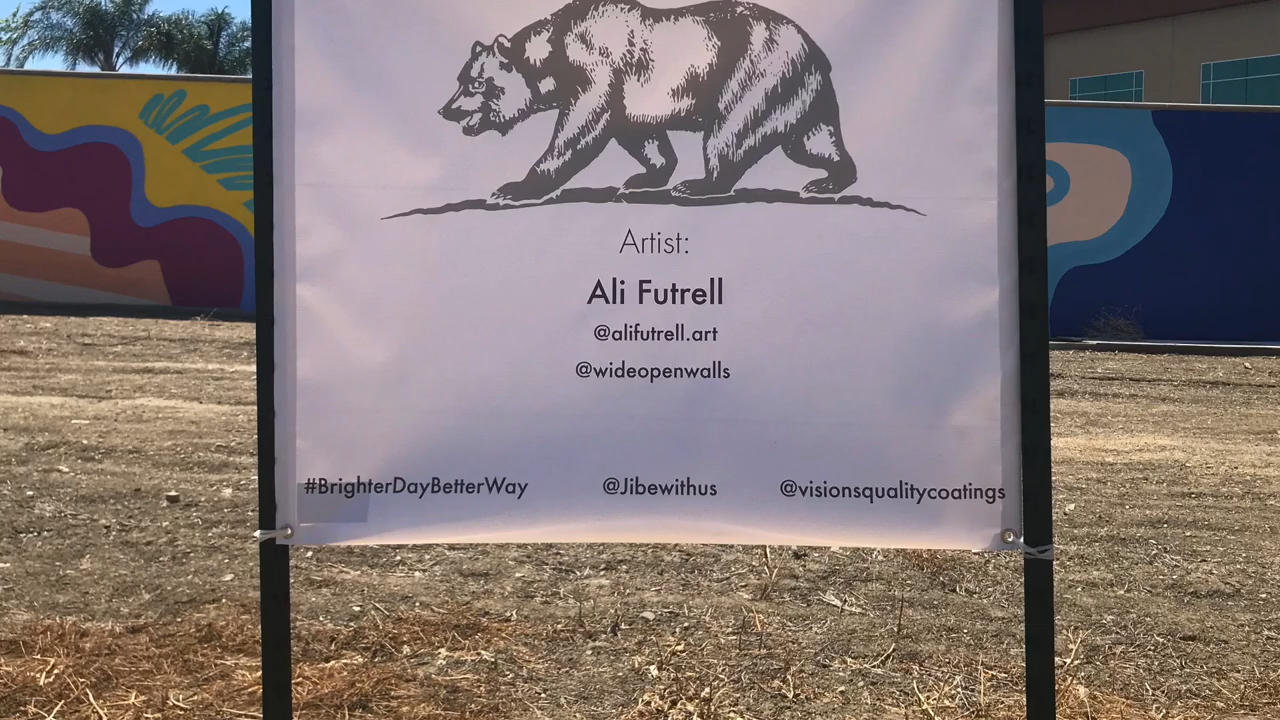 Artist:
Ali Futrell
@alifutrell.art
@wideopenwalls
#BrighterDayBetterWay @Jibewithus @visionsqualitycoatings